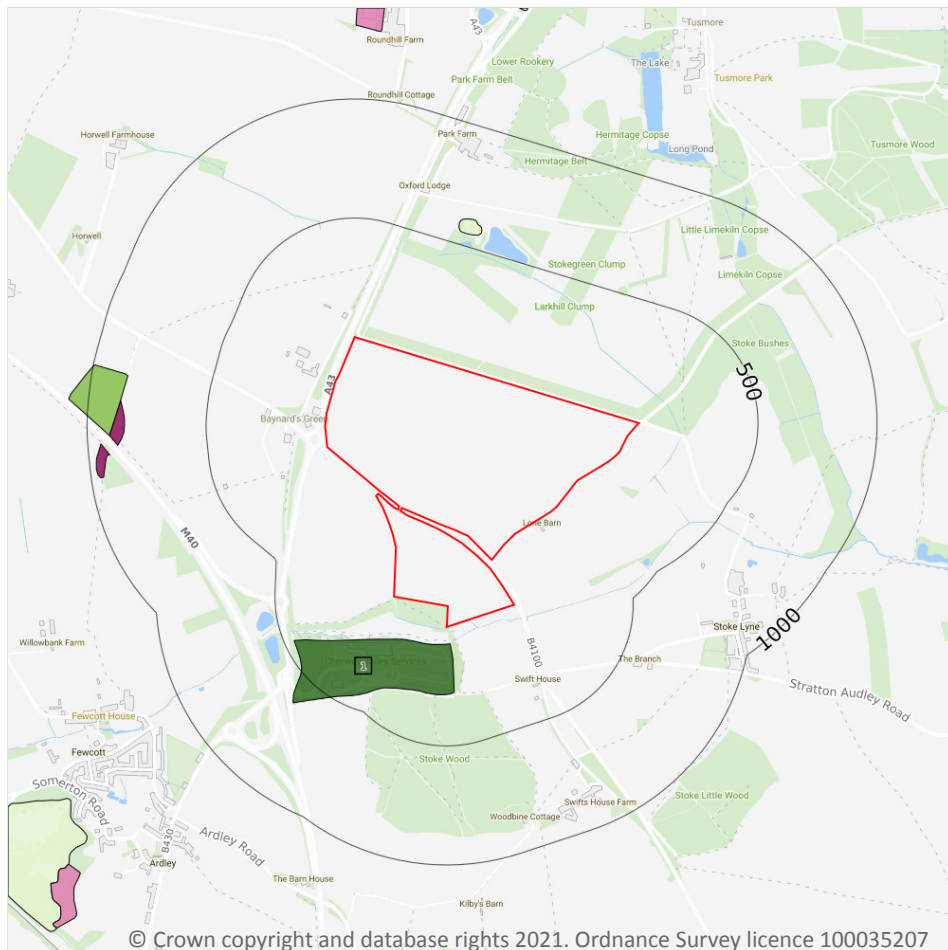 Roundhill Farm
A43
Tusmore
Lower Rookery
The Lake
Park Farm Belt
Tusmore Park
Roundhill Cottage
Horwell Farmhouse
Park Farm
Hermitage Copse
Long Pond
Tusmore Wood
Hermitage Belt
Oxford Lodge
Little Limekiln Copse
Horwell
Stokegreen Clump
Limekiln Copse
Larkhill Clump
Stoke Bushes
500
A43
Baynard's Green
Lone Barn
M40
1000
Stoke Lyne
Willowbank Farm
B4100
The Branch
1
Cherwell Valley Services
Swift House
Stratton Audley Road
Fewcott House
Fewcott
Stoke Wood
Somerton Road
Stoke Little Wood
Swifts House Farm
Woodbine Cottage
B430
Ardley Road
Ardley
The Barn House
Kilby's Barn
© Crown copyright and database rights 2021. Ordnance Survey licence 100035207